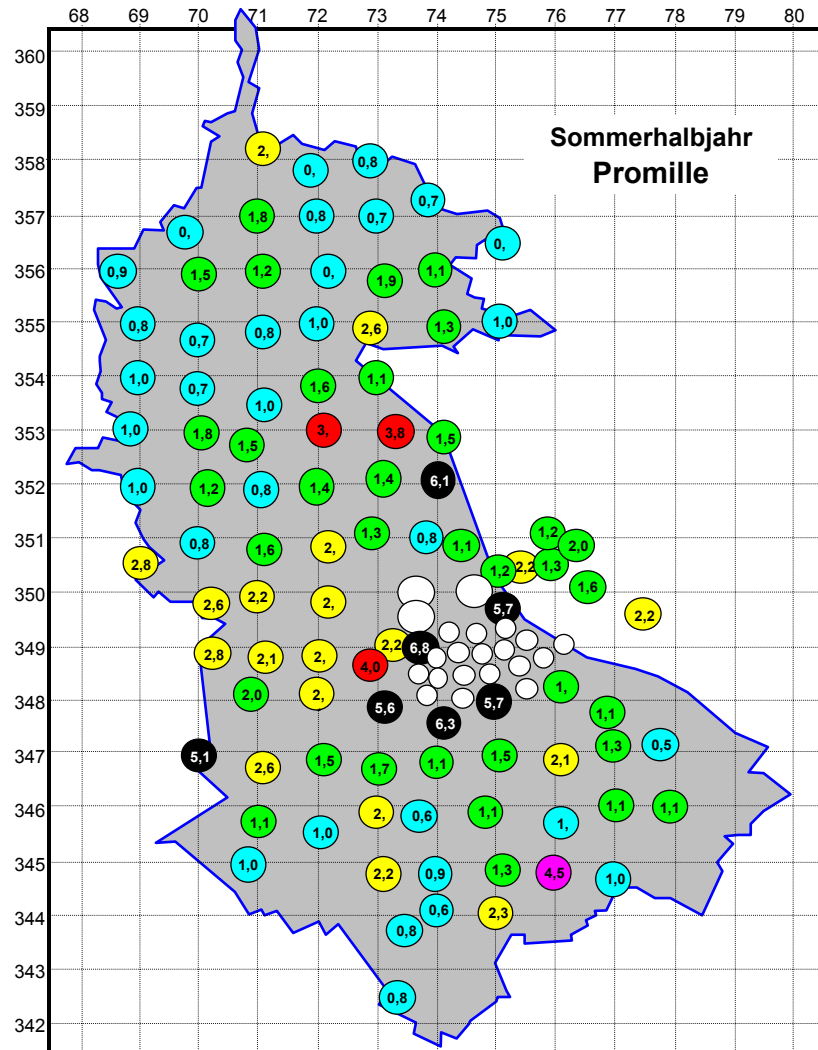 68 69 70 71 72 73 74 75 76 77 78 79 80
360
359
Sommerhalbjahr
Promille
2, 0, 0,8
358
0,7
357
0, 1,8 0,8 0,7 0,
356
0,9 1,5 1,2 0, 1,9 1,1
355
0,8 0,7 0,8 1,0 2,6 1,3 1,0
354
1,0 0,7 1,0 1,6 1,1
353
1,0 1,8 1,5 3, 3,8 1,5
352
1,0 1,2 0,8 1,4 1,4 6,1
351
0,8 1,6 2, 1,3 0,8 1,1 1,2 2,0
2,8 1,2 2,2 1,3 1,6
350
2,6 2,2 2, 5,7 2,2
349
2,8 2,1 2, 4,0 2,2 6,8
348
2,0 2, 5,6 6,3 5,7 1, 1,1
347
5,1 2,6 1,5 1,7 1,1 1,5 2,1 1,3 0,5
346
1,1 1,0 2, 0,6 1,1 1, 1,1 1,1
345
1,0 2,2 0,9 1,3 4,5 1,0
344
0,8 0,6 2,3
343
0,8
342